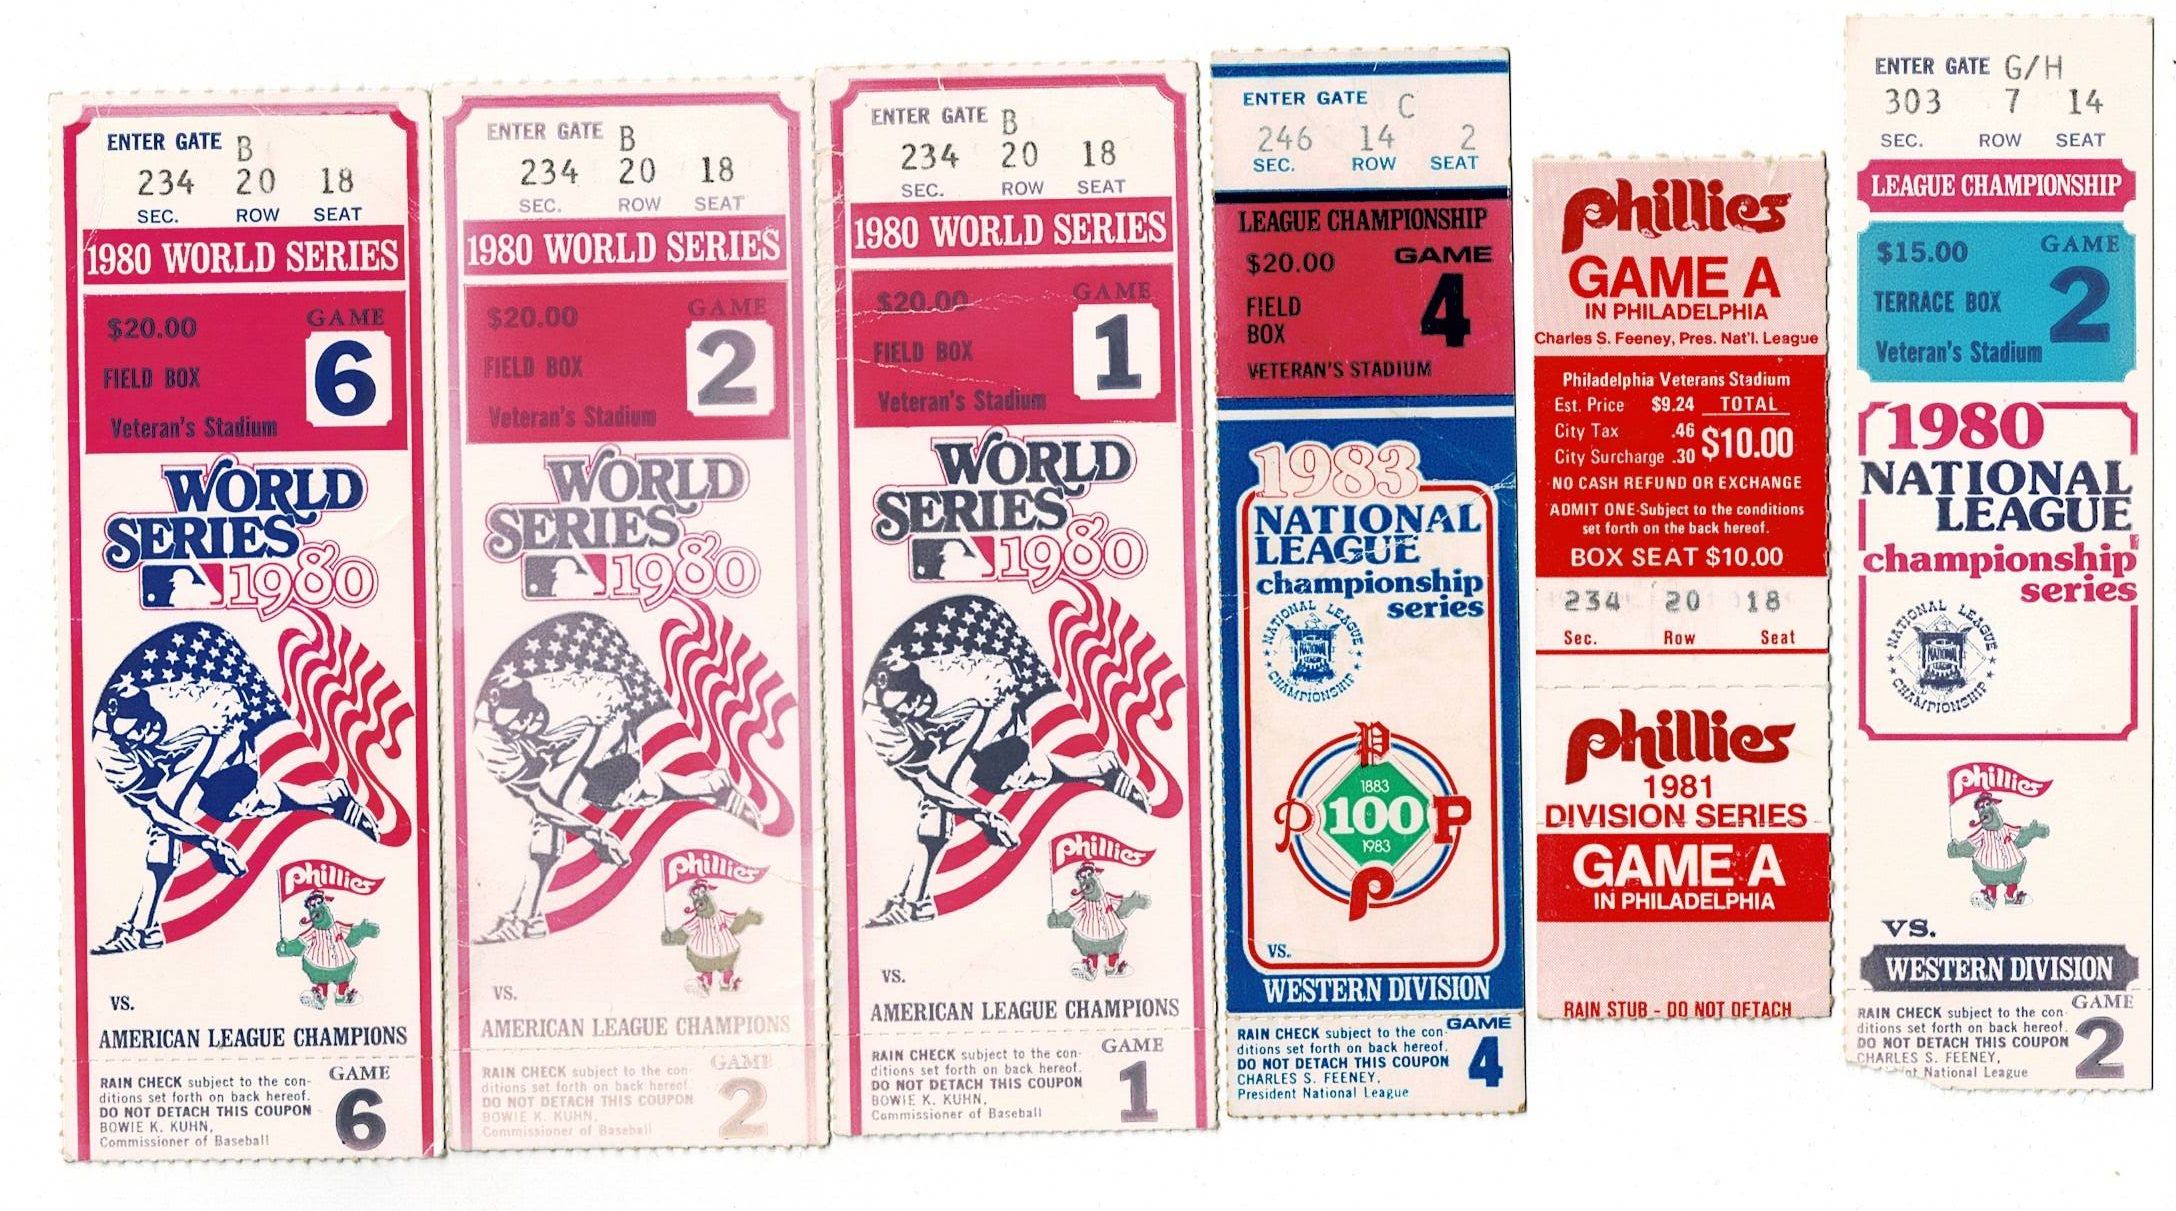 ENTER GATE B
234 20 18
SEC. ROW SEAT
1980 WORLD SERIES
$20.00 GAME
FIELD BOX 6
Veteran's Stadium
WORLD
SERIES
1980
Phillies
VS.
AMERICAN LEAGUE CHAMPIONS
RAIN CHECK subject to the con-
ditions set forth on back hereof.
DO NOT DETACH THIS COUPON
BOWIE K. KUHN,
Commissioner of Baseball
GAME
6
ENTER GATE B
234 20 18
SEC. ROW SEAT
1980 WORLD SERIES
$20.00 GAME
FIELD BOX 2
Veteran's Stadium
WORLD
SERIES
1980
Phillies
VS.
AMERICAN LEAGUE CHAMPIONS
RAIN CHECK subject to the con-
ditions set forth on back hereof.
DO NOT DETACH THIS COUPON
BOWIE K. KUHN,
Commissioner of Baseball
GAME
2
ENTER GATE B
234 20 18
SEC. ROW SEAT
1980 WORLD SERIES
$20.00 GAME
FIELD BOX 1
Veteran's Stadium
WORLD
SERIES
1980
Phillies
VS.
AMERICAN LEAGUE CHAMPIONS
RAIN CHECK subject to the con-
ditions set forth on back hereof.
DO NOT DETACH THIS COUPON
BOWIE K. KUHN,
Commissioner of Baseball
GAME
1
ENTER GATE C
246 14 2
SEC. ROW SEAT
LEAGUE CHAMPIONSHIP
$20.00 GAME
FIELD 4
BOX
VETERAN'S STADIUM
1983
NATIONAL
LEAGUE
championship
series
NATIONAL LEAGUE
NATIONAL
LEAGUE
CHAMPIONSHIP
P
1883
P 100 P
1983
P
VS.
WESTERN DIVISION
RAIN CHECK subject to the con-
ditions set forth on back hereof.
DO NOT DETACH THIS COUPON
CHARLES S. FEENEY,
President National League
GAME
4
Phillies
GAME A
IN PHILADELPHIA
Charles S. Feeney, Pres. Nat'l. League
Philadelphia Veterans Stadium
Est. Price $9.24 TOTAL
City Tax .46 $10.00
City Surcharge .30
NO CASH REFUND OR EXCHANGE
ADMIT ONE-Subject to the conditions
set forth on the back hereof.
BOX SEAT $10.00
234 20 18
Sec. Row Seat
Phillies
1981
DIVISION SERIES
GAME A
IN PHILADELPHIA
RAIN STUB - DO NOT DETACH
ENTER GATE G/H
303 7 14
SEC. ROW SEAT
LEAGUE CHAMPIONSHIP
$15.00 GAME
TERRACE BOX 2
Veteran's Stadium
1980
NATIONAL
LEAGUE
championship
series
NATIONAL LEAGUE
NATIONAL
LEAGUE
CHAMPIONSHIP
Phillies
VS.
WESTERN DIVISION
RAIN CHECK subject to the con-
ditions set forth on back hereof.
DO NOT DETACH THIS COUPON
CHARLES S. FEENEY,
National League
GAME
2